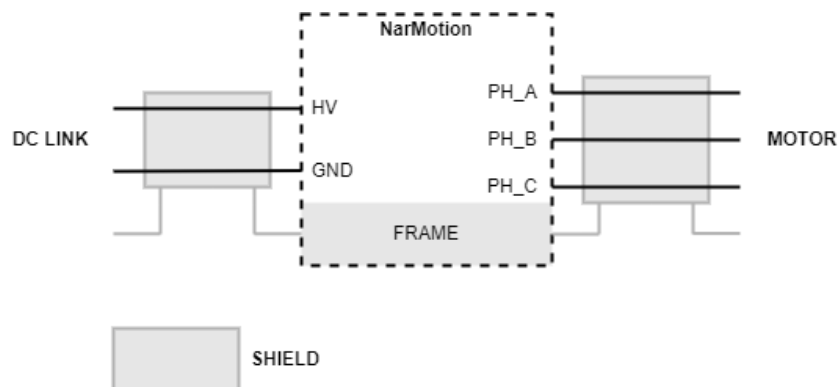 NarMotion
HV
PH_A
DC LINK
PH_B
MOTOR
GND
PH_C
FRAME
SHIELD